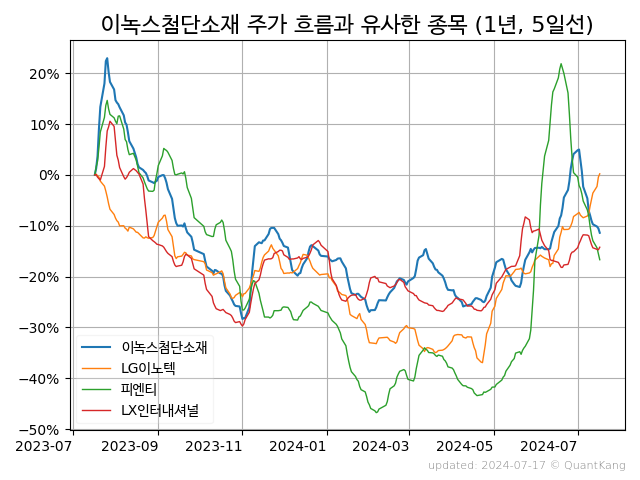 이녹스첨단소재 주가 흐름과 유사한 종목 (1년, 5일선)
20%
10%
0%
−10%
−20%
−30%
−40%
−50%
이녹스첨단소재
LG이노텍
피엔티
LX인터내셔널
2023-07 2023-09 2023-11 2024-01 2024-03 2024-05 2024-07
updated: 2024-07-17 © QuantKang